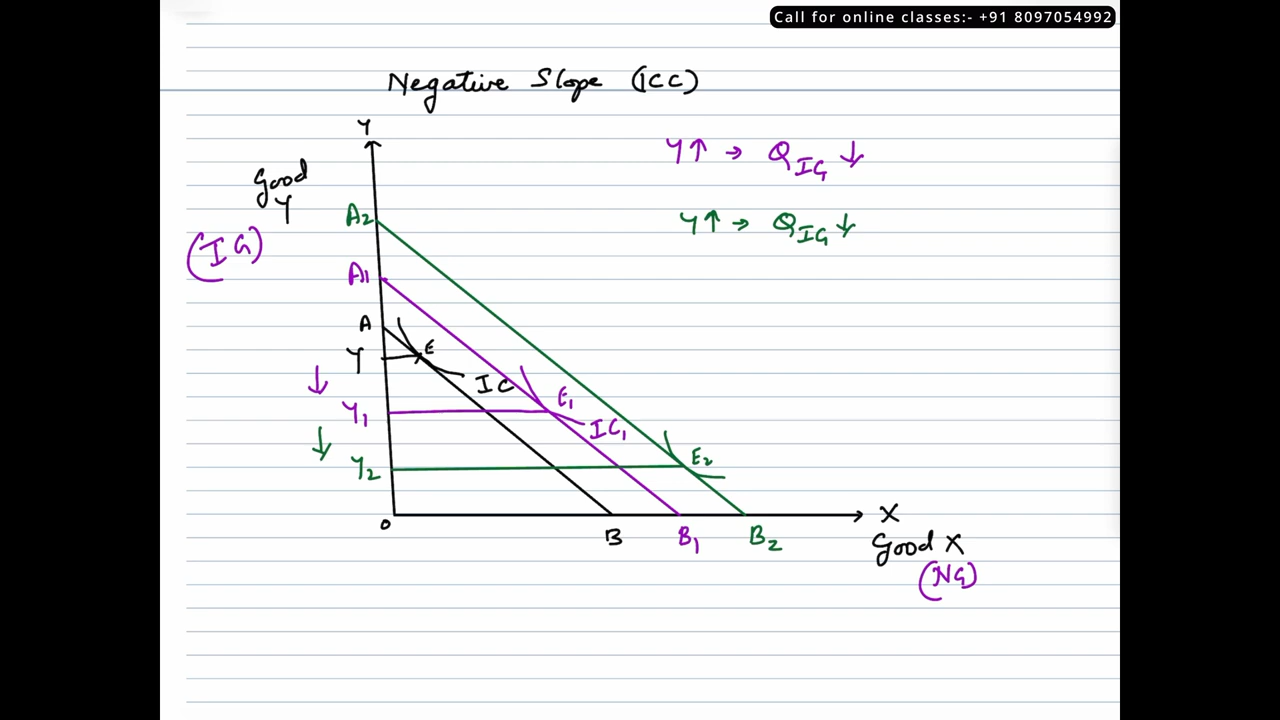 Call for online classes:- +91 8097054992
Negative Slope (ICC)
Y
Good
Y
(IG)
Y↑ → Q_IG ↓
Y↑ → Q_IG ↓
A2
A1
A
Y
E
IC
↓
Y1
E1
IC1
↓
Y2
E2
0
B
B1
B2
X
Good X
(NG)